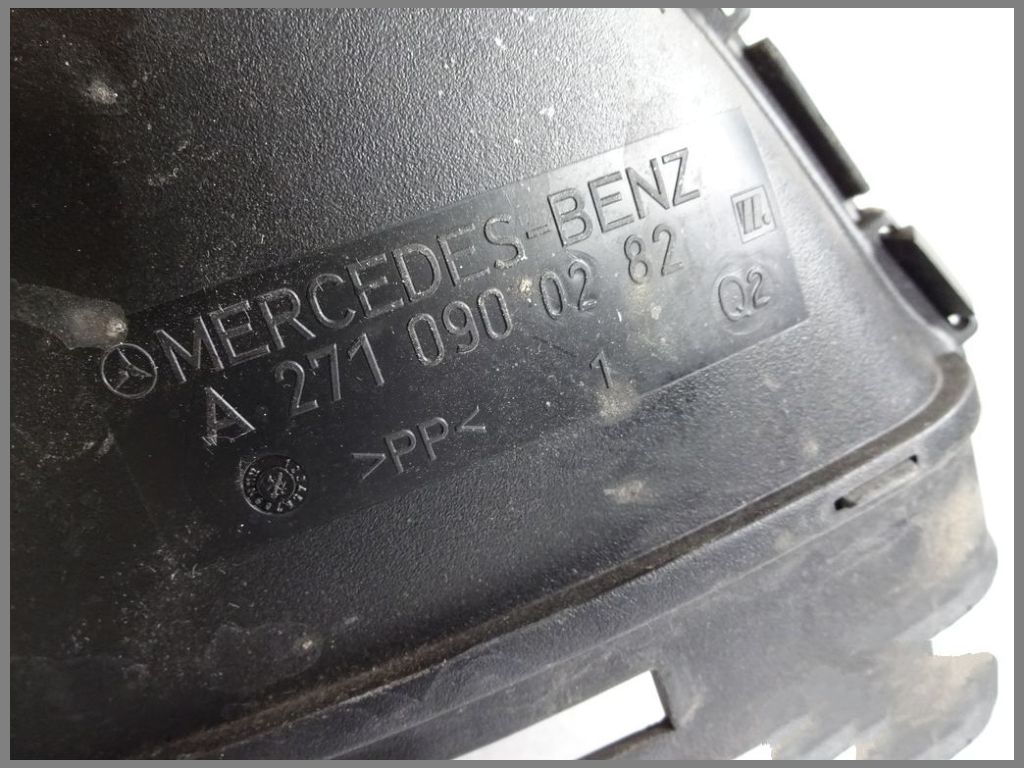 MERCEDES-BENZ
A 271 090 02 82
Q2
>PP<
1